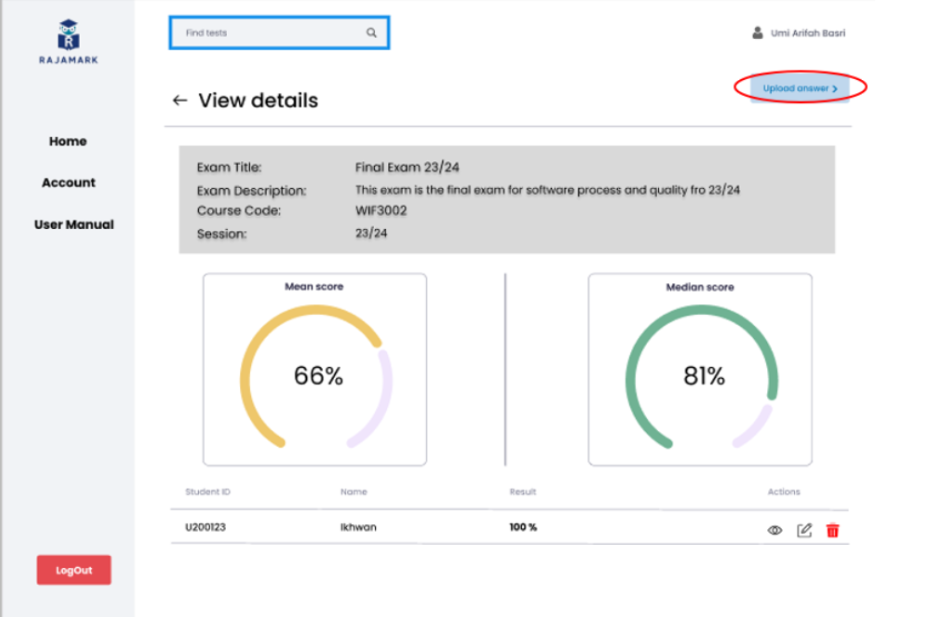 R
RAJAMARK
Find tests
Umi Arifah Basri
Upload answer
← View details
Home
Account
User Manual
Exam Title: Final Exam 23/24
Exam Description: This exam is the final exam for software process and quality fro 23/24
Course Code: WIF3002
Session: 23/24
Mean score
66%
Median score
81%
Student ID Name Result Actions
U200123 Ikhwan 100 %
LogOut